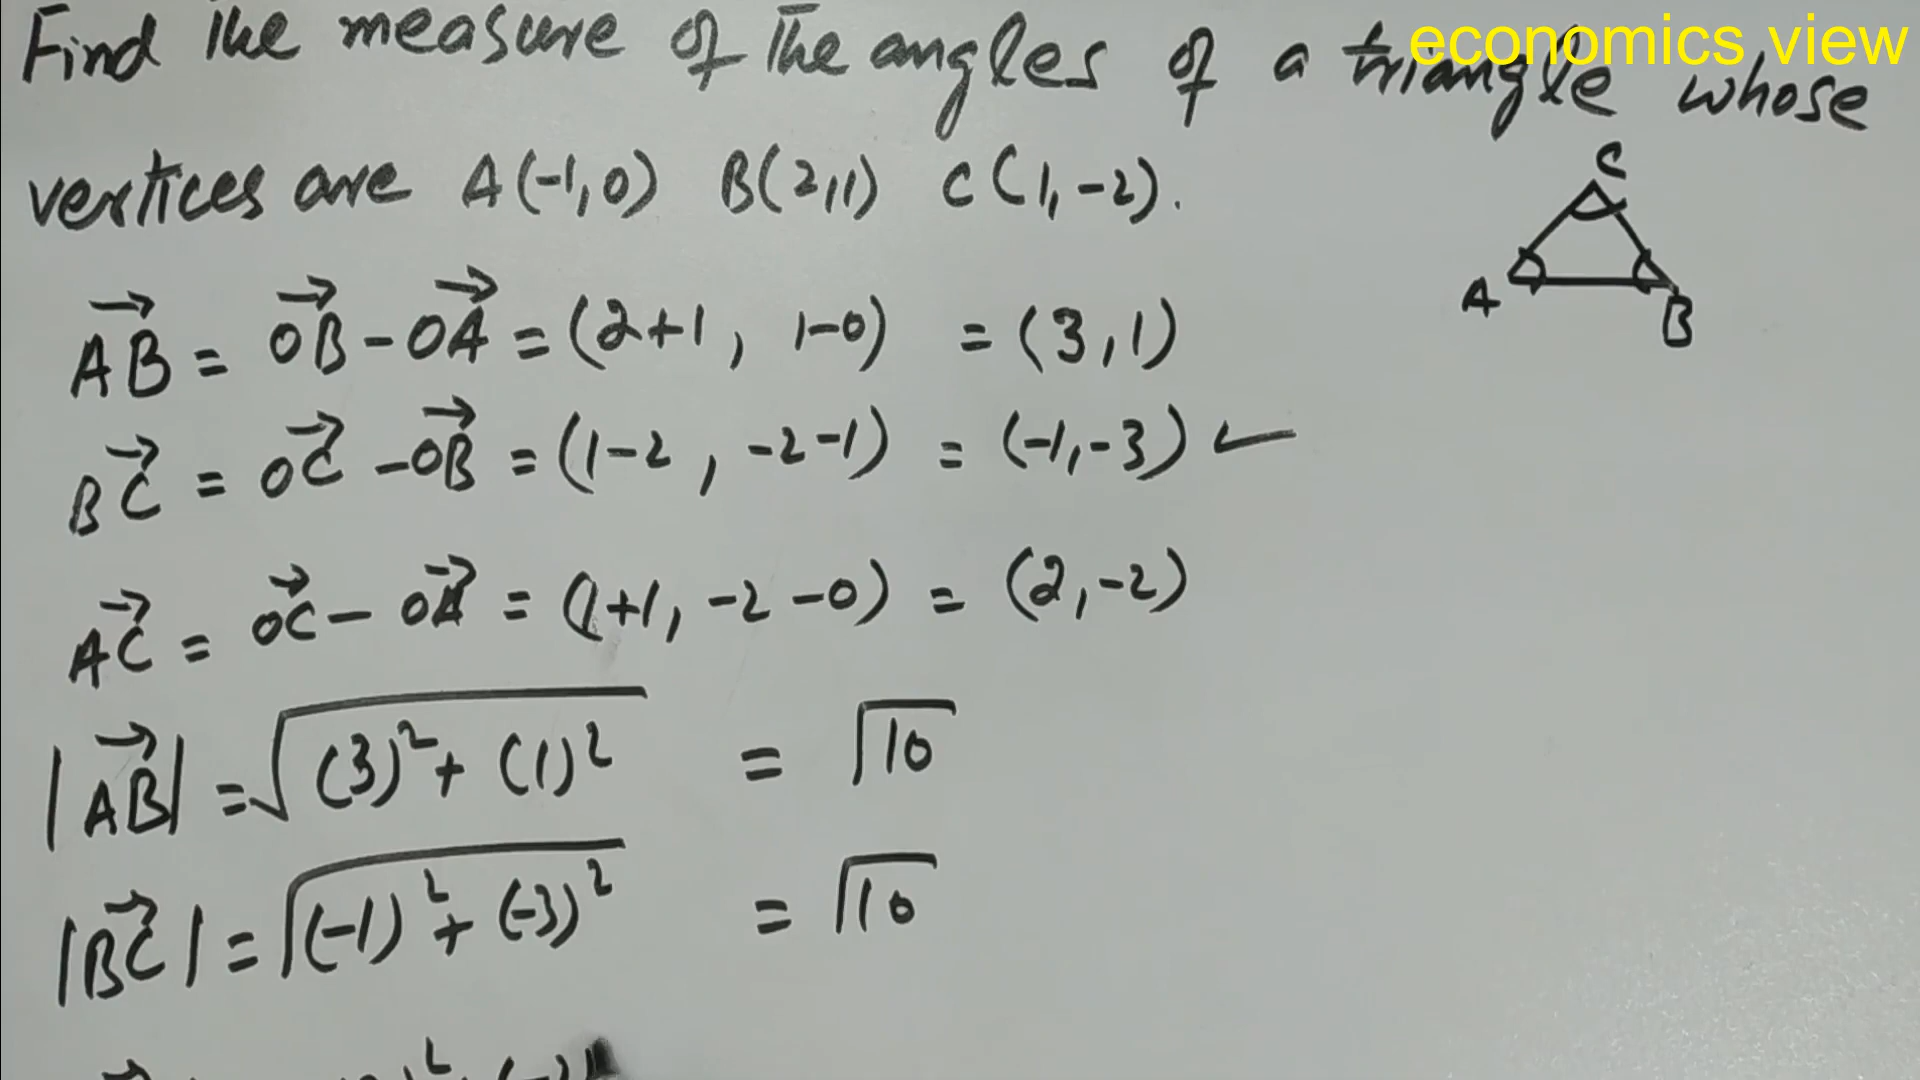 economics view
Find the measure of the angles of a triangle whose
vertices are A(-1,0) B(2,1) C(1,-2).
C
A
B
AB = OB - OA = (2+1, 1-0) = (3,1)
BC = OC - OB = (1-2, -2-1) = (-1,-3) ✓
AC = OC - OA = (1+1, -2-0) = (2,-2)
|AB| = √(3)²+(1)² = √10
|BC| = √(-1)²+(-3)² = √10